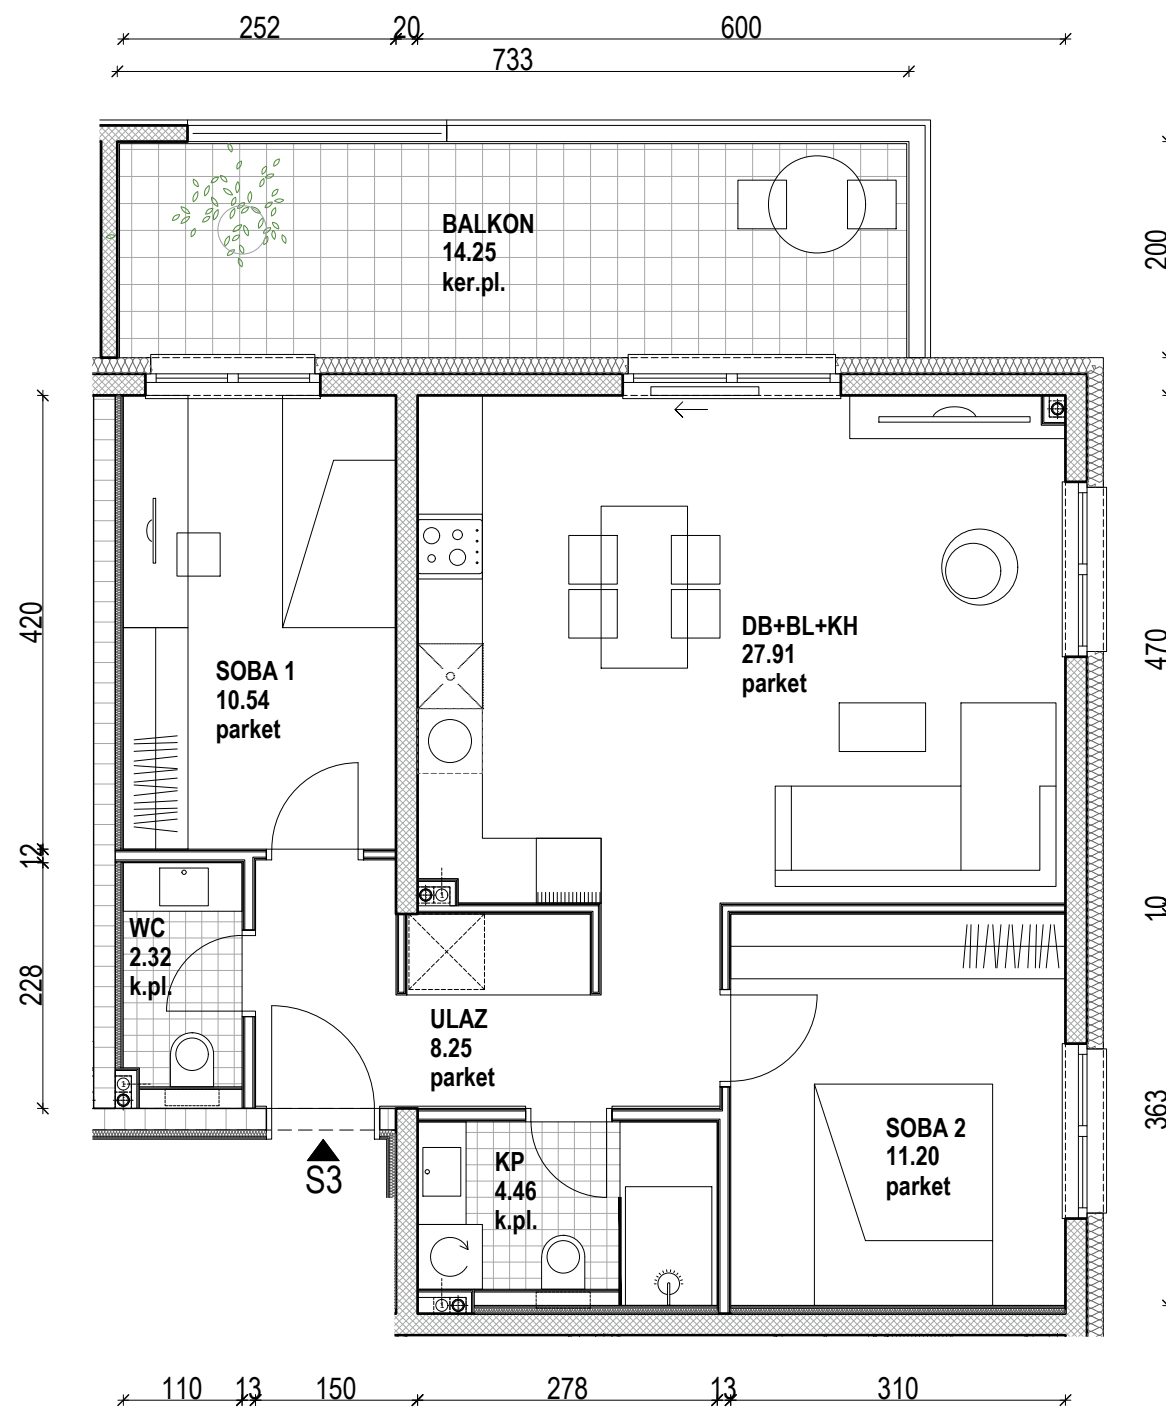 252 20 600
733
BALKON
14.25
ker.pl.
200
420
SOBA 1
10.54
parket
DB+BL+KH
27.91
parket
470
12
WC
2.32
k.pl.
228
10
ULAZ
8.25
parket
363
SOBA 2
11.20
parket
KP
4.46
k.pl.
S3
110 13 150 278 13 310